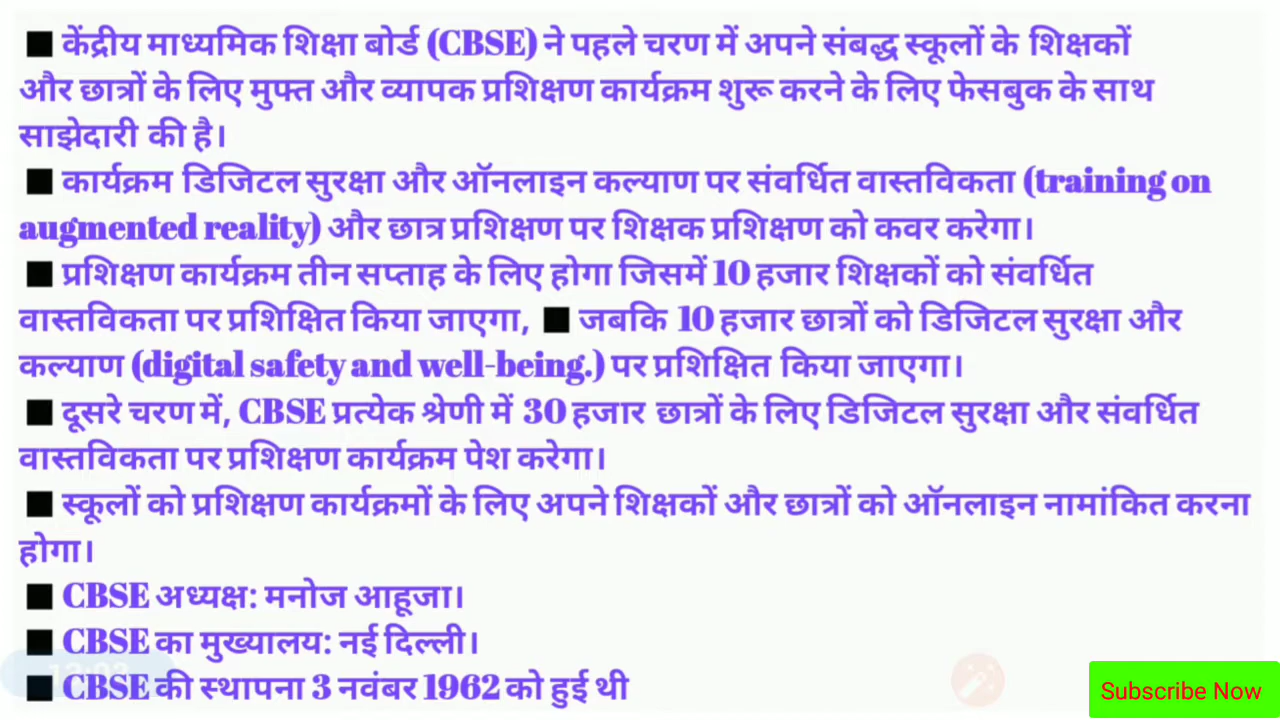 ■ केंद्रीय माध्यमिक शिक्षा बोर्ड (CBSE) ने पहले चरण में अपने संबद्ध स्कूलों के शिक्षकों
और छात्रों के लिए मुफ्त और व्यापक प्रशिक्षण कार्यक्रम शुरू करने के लिए फेसबुक के साथ
साझेदारी की है।
■ कार्यक्रम डिजिटल सुरक्षा और ऑनलाइन कल्याण पर संवर्धित वास्तविकता (training on
augmented reality) और छात्र प्रशिक्षण पर शिक्षक प्रशिक्षण को कवर करेगा।
■ प्रशिक्षण कार्यक्रम तीन सप्ताह के लिए होगा जिसमें 10 हजार शिक्षकों को संवर्धित
वास्तविकता पर प्रशिक्षित किया जाएगा, ■ जबकि 10 हजार छात्रों को डिजिटल सुरक्षा और
कल्याण (digital safety and well-being.) पर प्रशिक्षित किया जाएगा।
■ दूसरे चरण में, CBSE प्रत्येक श्रेणी में 30 हजार छात्रों के लिए डिजिटल सुरक्षा और संवर्धित
वास्तविकता पर प्रशिक्षण कार्यक्रम पेश करेगा।
■ स्कूलों को प्रशिक्षण कार्यक्रमों के लिए अपने शिक्षकों और छात्रों को ऑनलाइन नामांकित करना
होगा।
■ CBSE अध्यक्ष: मनोज आहूजा।
■ CBSE का मुख्यालय: नई दिल्ली।
■ CBSE की स्थापना 3 नवंबर 1962 को हुई थी
Subscribe Now